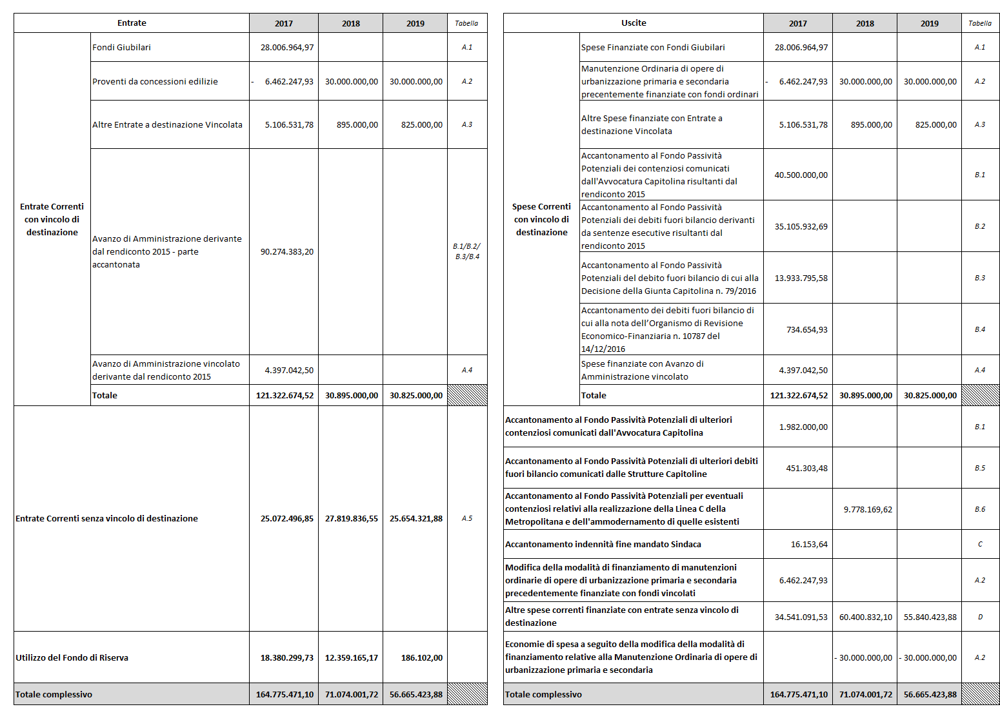 Entrate 2017 2018 2019 Tabella
Entrate Correnti
con vincolo di
destinazione
Fondi Giubilari 28.006.964,97 A.1
Proventi da concessioni edilizie - 6.462.247,93 30.000.000,00 30.000.000,00 A.2
Altre Entrate a destinazione Vincolata 5.106.531,78 895.000,00 825.000,00 A.3
Avanzo di Amministrazione derivante
dal rendiconto 2015 - parte
accantonata
90.274.383,20
B.1/B.2/
B.3/B.4
Avanzo di Amministrazione vincolato
derivante dal rendiconto 2015
4.397.042,50 A.4
Totale 121.322.674,52 30.895.000,00 30.825.000,00
Entrate Correnti senza vincolo di destinazione 25.072.496,85 27.819.836,55 25.654.321,88 A.5
Utilizzo del Fondo di Riserva 18.380.299,73 12.359.165,17 186.102,00
Totale complessivo 164.775.471,10 71.074.001,72 56.665.423,88
Uscite 2017 2018 2019 Tabella
Spese Correnti
con vincolo di
destinazione
Spese Finanziate con Fondi Giubilari 28.006.964,97 A.1
Manutenzione Ordinaria di opere di
urbanizzazione primaria e secondaria
precentemente finanziate con fondi ordinari
- 6.462.247,93 30.000.000,00 30.000.000,00 A.2
Altre Spese finanziate con Entrate a
destinazione Vincolata
5.106.531,78 895.000,00 825.000,00 A.3
Accantonamento al Fondo Passività
Potenziali dei contenziosi comunicati
dall'Avvocatura Capitolina risultanti dal
rendiconto 2015
40.500.000,00 B.1
Accantonamento al Fondo Passività
Potenziali dei debiti fuori bilancio derivanti
da sentenze esecutive risultanti dal
rendiconto 2015
35.105.932,69 B.2
Accantonamento al Fondo Passività
Potenziali del debito fuori bilancio di cui alla
Decisione della Giunta Capitolina n. 79/2016
13.933.795,58 B.3
Accantonamento dei debiti fuori bilancio di
cui alla nota dell’Organismo di Revisione
Economico-Finanziaria n. 10787 del
14/12/2016
734.654,93 B.4
Spese finanziate con Avanzo di
Amministrazione vincolato
4.397.042,50 A.4
Totale 121.322.674,52 30.895.000,00 30.825.000,00
Accantonamento al Fondo Passività Potenziali di ulteriori
contenziosi comunicati dall'Avvocatura Capitolina
1.982.000,00 B.1
Accantonamento al Fondo Passività Potenziali di ulteriori debiti
fuori bilancio comunicati dalle Strutture Capitoline
451.303,48 B.5
Accantonamento al Fondo Passività Potenziali per eventuali
contenziosi relativi alla realizzazione della Linea C della
Metropolitana e dell'ammodernamento di quelle esistenti
9.778.169,62 B.6
Accantonamento indennità fine mandato Sindaca 16.153,64 C
Modifica della modalità di finanziamento di manutenzioni
ordinarie di opere di urbanizzazione primaria e secondaria
precedentemente finanziate con fondi vincolati
6.462.247,93 A.2
Altre spese correnti finanziate con entrate senza vincolo di
destinazione
34.541.091,53 60.400.832,10 55.840.423,88 D
Economie di spesa a seguito della modifica della modalità di
finanziamento relative alla Manutenzione Ordinaria di opere di
urbanizzazione primaria e secondaria
- 30.000.000,00 - 30.000.000,00 A.2
Totale complessivo 164.775.471,10 71.074.001,72 56.665.423,88